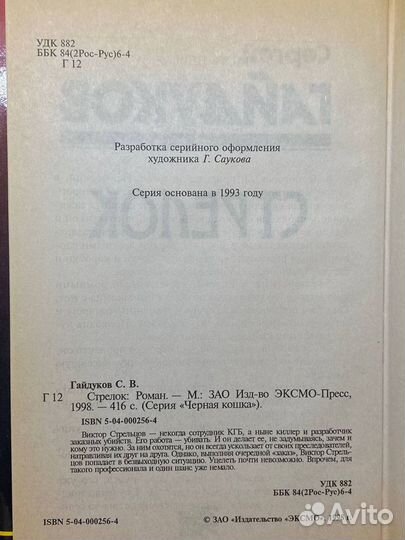 УДК 882
ББК 84(2Рос-Рус)6-4
Г 12
Разработка серийного оформления
художника Г. Саукова
Серия основана в 1993 году
Гайдуков С. В.
Г 12 Стрелок: Роман. — М.: ЗАО Изд-во ЭКСМО-Пресс,
1998. — 416 с. (Серия «Черная кошка»).
ISBN 5-04-000256-4
Виктор Стрельцов — некогда сотрудник КГБ, а ныне киллер и разработчик
заказных убийств. Его работа — убивать. И он делает ее, не задумываясь, зачем и
кому это нужно. За ним охотятся, но он всегда ускользает от своих преследователей,
натравливая их друг на друга. Однако, выполняя очередной «заказ», Виктор Стрель-
цов попадает в безвыходную ситуацию. Уцелеть почти невозможно. Впрочем, для
такого профессионала и один шанс уже немало.
УДК 882
ББК 84(2Рос-Рус)6-4
ISBN 5-04-000256-4
© ЗАО «Издательство «ЭКСМО»
Avito